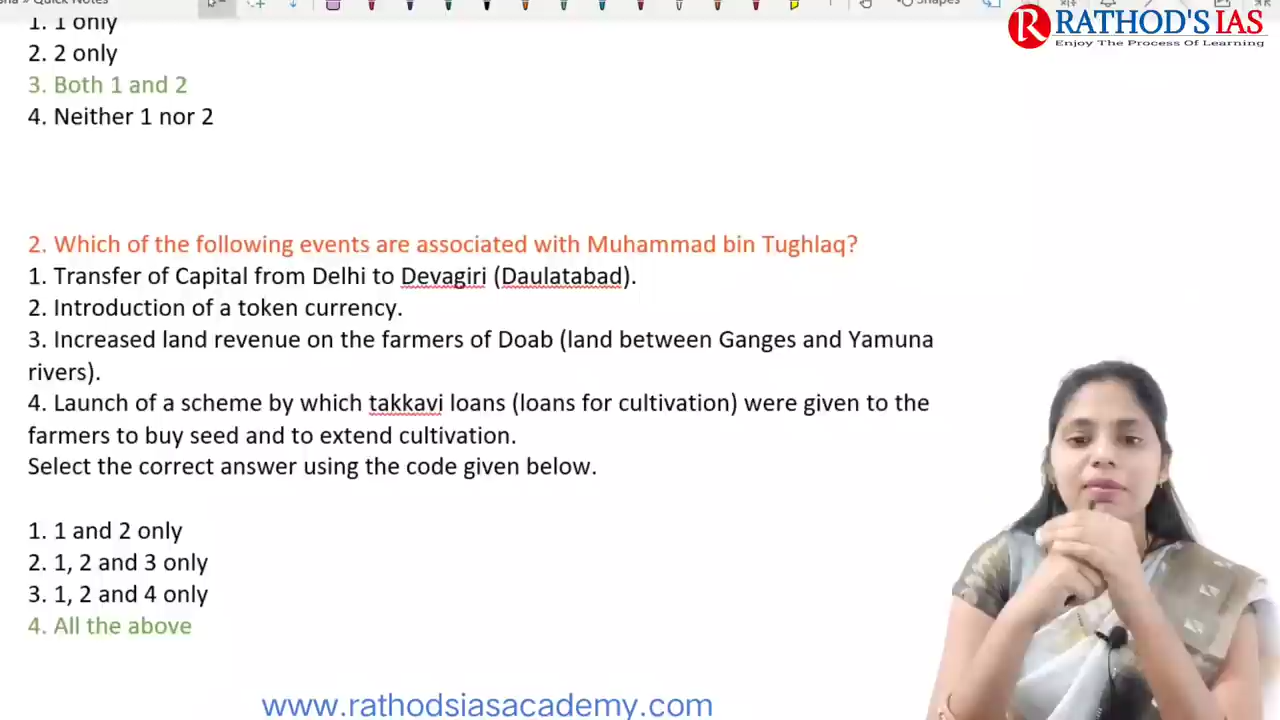 sha » Quick Notes
Shapes
RATHOD'S IAS
Enjoy The Process Of Learning
1. 1 only
2. 2 only
3. Both 1 and 2
4. Neither 1 nor 2
2. Which of the following events are associated with Muhammad bin Tughlaq?
1. Transfer of Capital from Delhi to Devagiri (Daulatabad).
2. Introduction of a token currency.
3. Increased land revenue on the farmers of Doab (land between Ganges and Yamuna
rivers).
4. Launch of a scheme by which takkavi loans (loans for cultivation) were given to the
farmers to buy seed and to extend cultivation.
Select the correct answer using the code given below.
1. 1 and 2 only
2. 1, 2 and 3 only
3. 1, 2 and 4 only
4. All the above
www.rathodsiasacademy.com